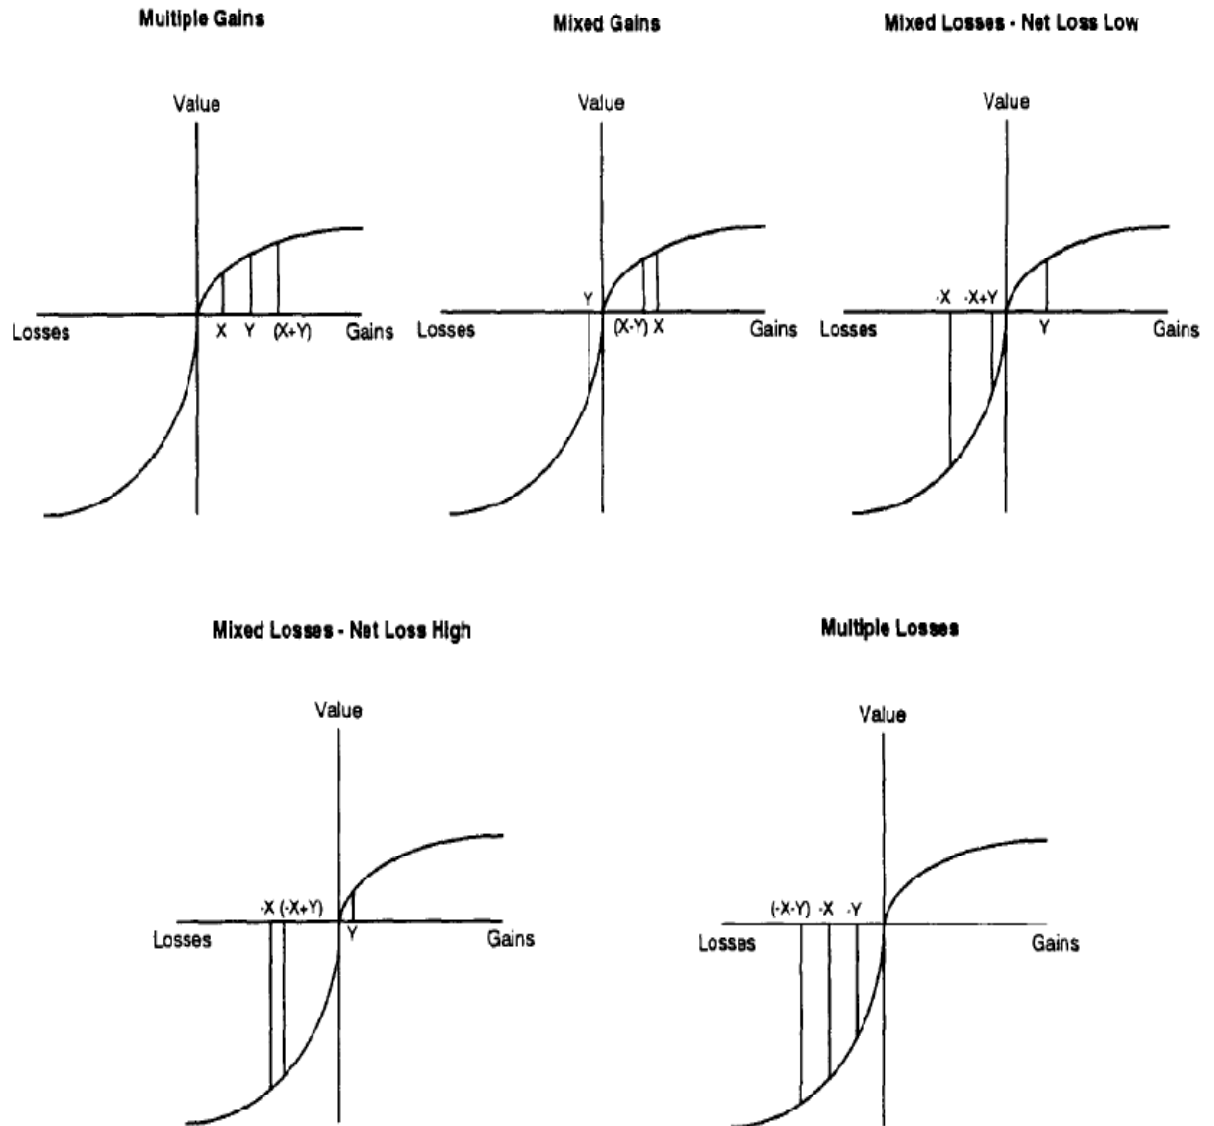 Multiple Gains
Mixed Gains
Mixed Losses - Net Loss Low
Value
Value
Value
Losses
X
Y
(X+Y)
Gains
Y
Losses
(X-Y)
X
Gains
-X
-X+Y
Losses
Y
Gains
Mixed Losses - Net Loss High
Multiple Losses
Value
Value
-X
(-X+Y)
Losses
Y
Gains
(-X-Y)
-X
-Y
Losses
Gains